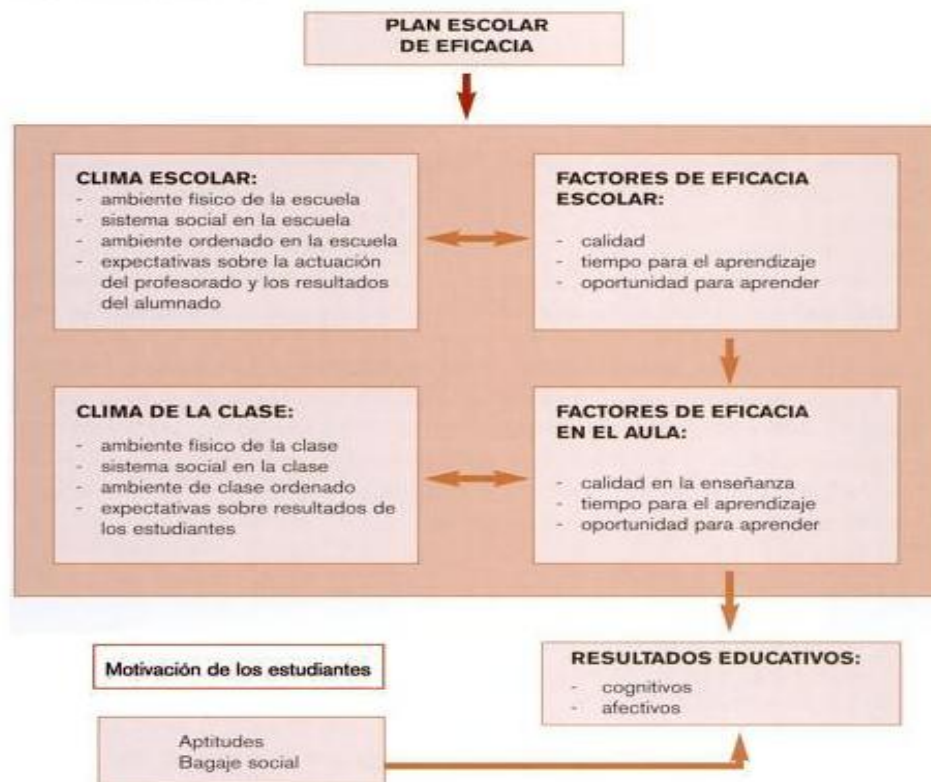 PLAN ESCOLAR
DE EFICACIA
CLIMA ESCOLAR:
- ambiente físico de la escuela
- sistema social en la escuela
- ambiente ordenado en la escuela
- expectativas sobre la actuación
del profesorado y los resultados
del alumnado
FACTORES DE EFICACIA
ESCOLAR:
- calidad
- tiempo para el aprendizaje
- oportunidad para aprender
CLIMA DE LA CLASE:
- ambiente físico de la clase
- sistema social en la clase
- ambiente de clase ordenado
- expectativas sobre resultados de
los estudiantes
FACTORES DE EFICACIA
EN EL AULA:
- calidad en la enseñanza
- tiempo para el aprendizaje
- oportunidad para aprender
Motivación de los estudiantes
RESULTADOS EDUCATIVOS:
- cognitivos
- afectivos
Aptitudes
Bagaje social